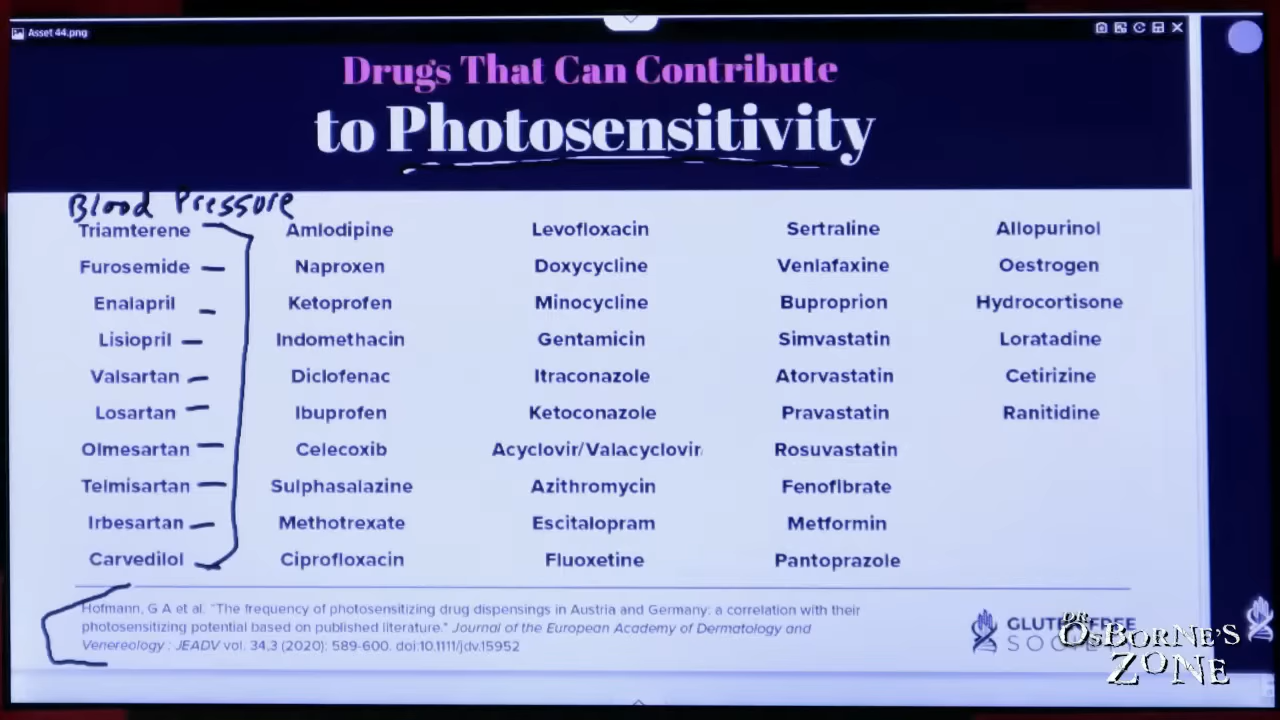 Asset 44.png
Drugs That Can Contribute
to Photosensitivity
Blood Pressure
Triamterene Amlodipine Levofloxacin Sertraline Allopurinol
Furosemide Naproxen Doxycycline Venlafaxine Oestrogen
Enalapril Ketoprofen Minocycline Buproprion Hydrocortisone
Lisiopril Indomethacin Gentamicin Simvastatin Loratadine
Valsartan Diclofenac Itraconazole Atorvastatin Cetirizine
Losartan Ibuprofen Ketoconazole Pravastatin Ranitidine
Olmesartan Celecoxib Acyclovir/Valacyclovir Rosuvastatin
Telmisartan Sulphasalazine Azithromycin Fenofibrate
Irbesartan Methotrexate Escitalopram Metformin
Carvedilol Ciprofloxacin Fluoxetine Pantoprazole
Hofmann, G A et al. "The frequency of photosensitizing drug dispensings in Austria and Germany: a correlation with their
photosensitizing potential based on published literature." Journal of the European Academy of Dermatology and
Venereology : JEADV vol. 34,3 (2020): 589-600. doi:10.1111/jdv.15952
DR
OSBORNE'S
ZONE